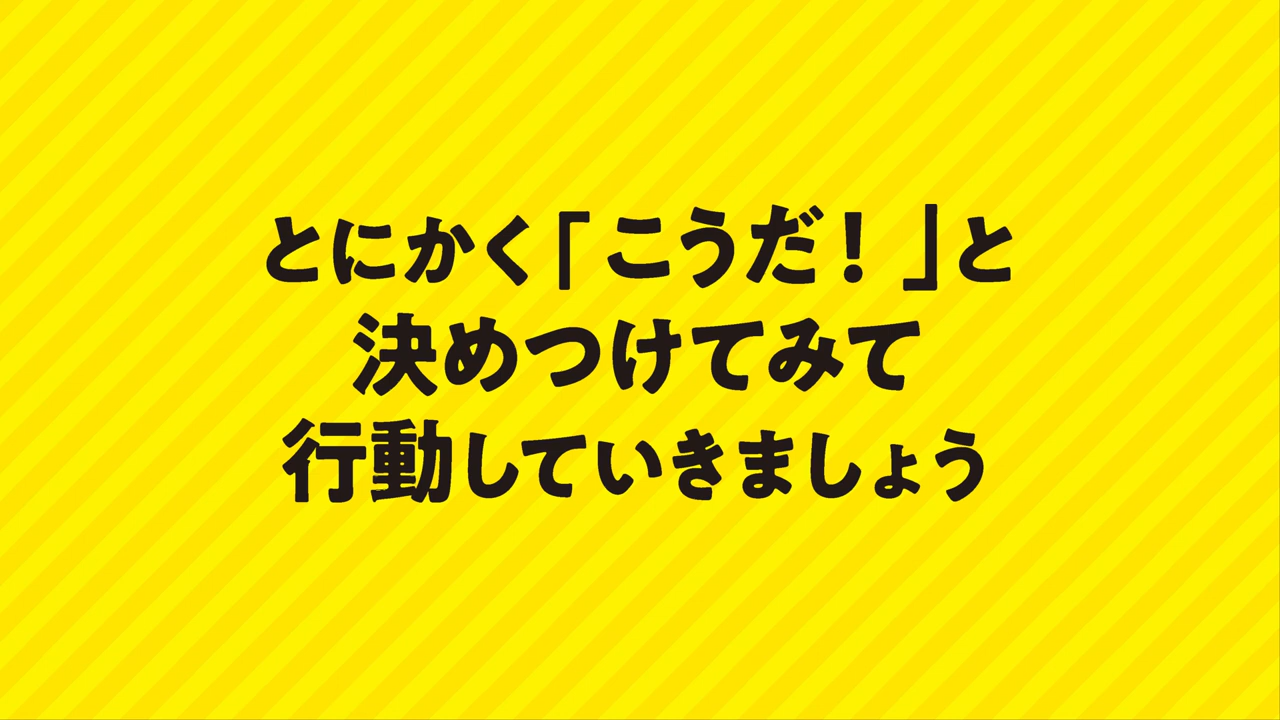 とにかく「こうだ！」と
決めつけてみて
行動していきましょう